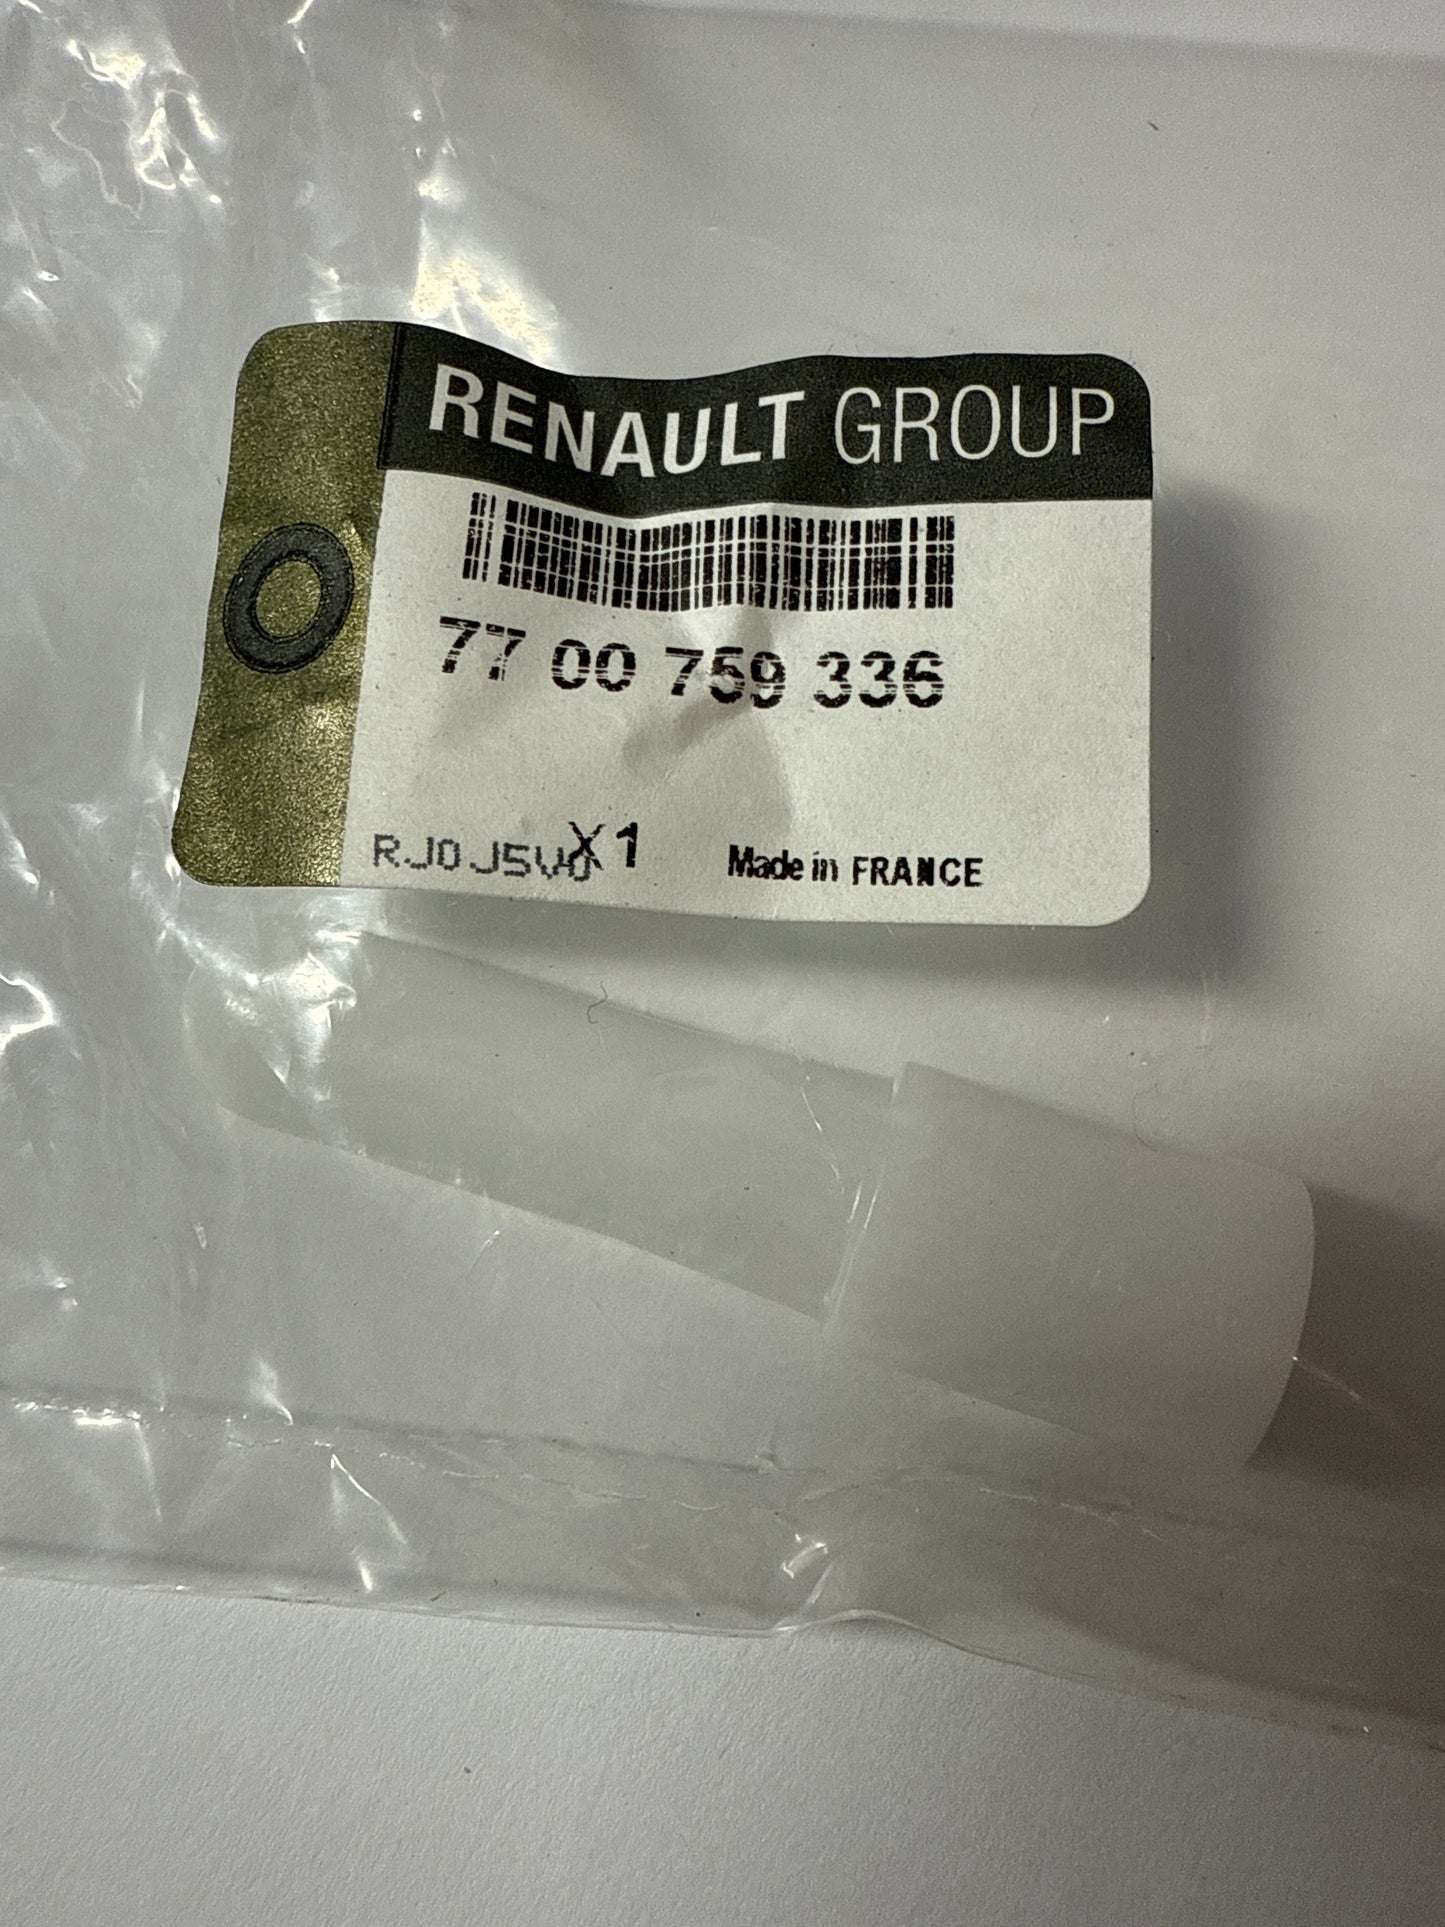 RENAULT GROUP
77 00 759 336
RJ0J5V0 X1 Made in FRANCE